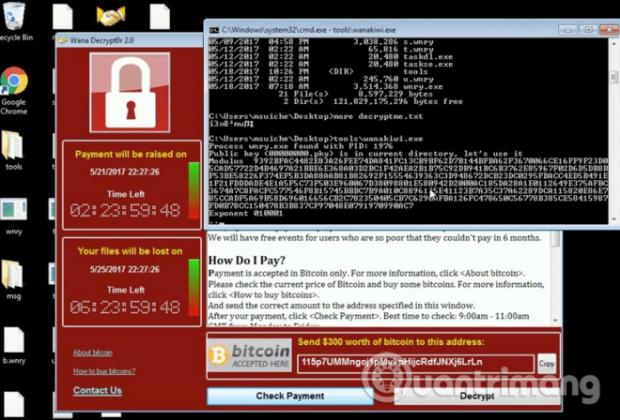 Recycle Bin
Google
Chrome
tools
wnry
msg
b.wnry
Wana Decrypt0r 2.0
Payment will be raised on
5/21/2017 22:27:26
Time Left
02:23:59:48
Your files will be lost on
5/25/2017 22:27:26
Time Left
06:23:59:48
About bitcoin
How to buy bitcoins?
Contact Us
C:\Windows\system32\cmd.exe - tools\wanakiwi.exe
05/09/2017 04:58 PM 3,038,286 s.wnry
05/12/2017 02:22 AM 65,816 t.wnry
05/12/2017 02:22 AM 20,480 taskdl.exe
05/12/2017 02:22 AM 20,480 taskse.exe
05/18/2017 10:26 PM <DIR> tools
05/12/2017 02:22 AM 245,760 u.wnry
05/18/2017 07:18 AM 3,514,368 wnry.exe
21 File(s) 8,597,229 bytes
2 Dir(s) 121,829,175,296 bytes free
C:\Users\msuiche\Desktop>more decryptme.txt
C:\Users\msuiche\Desktop>tools\wanakiwi.exe
Process wnry.exe found with PID: 1976
Public key <00000000.pky> is in current directory, let's use it
Modulus
Exponent 010001
We will have free events for users who are so poor that they couldn't pay in 6 months.
How Do I Pay?
Payment is accepted in Bitcoin only. For more information, click <About bitcoin>.
Please check the current price of Bitcoin and buy some bitcoins. For more information,
click <How to buy bitcoins>.
And send the correct amount to the address specified in this window.
After your payment, click <Check Payment>. Best time to check: 9:00am - 11:00am
GMT from Monday to Friday.
bitcoin
ACCEPTED HERE
Send $300 worth of bitcoin to this address:
Copy
Check Payment
Decrypt
Quantrimang